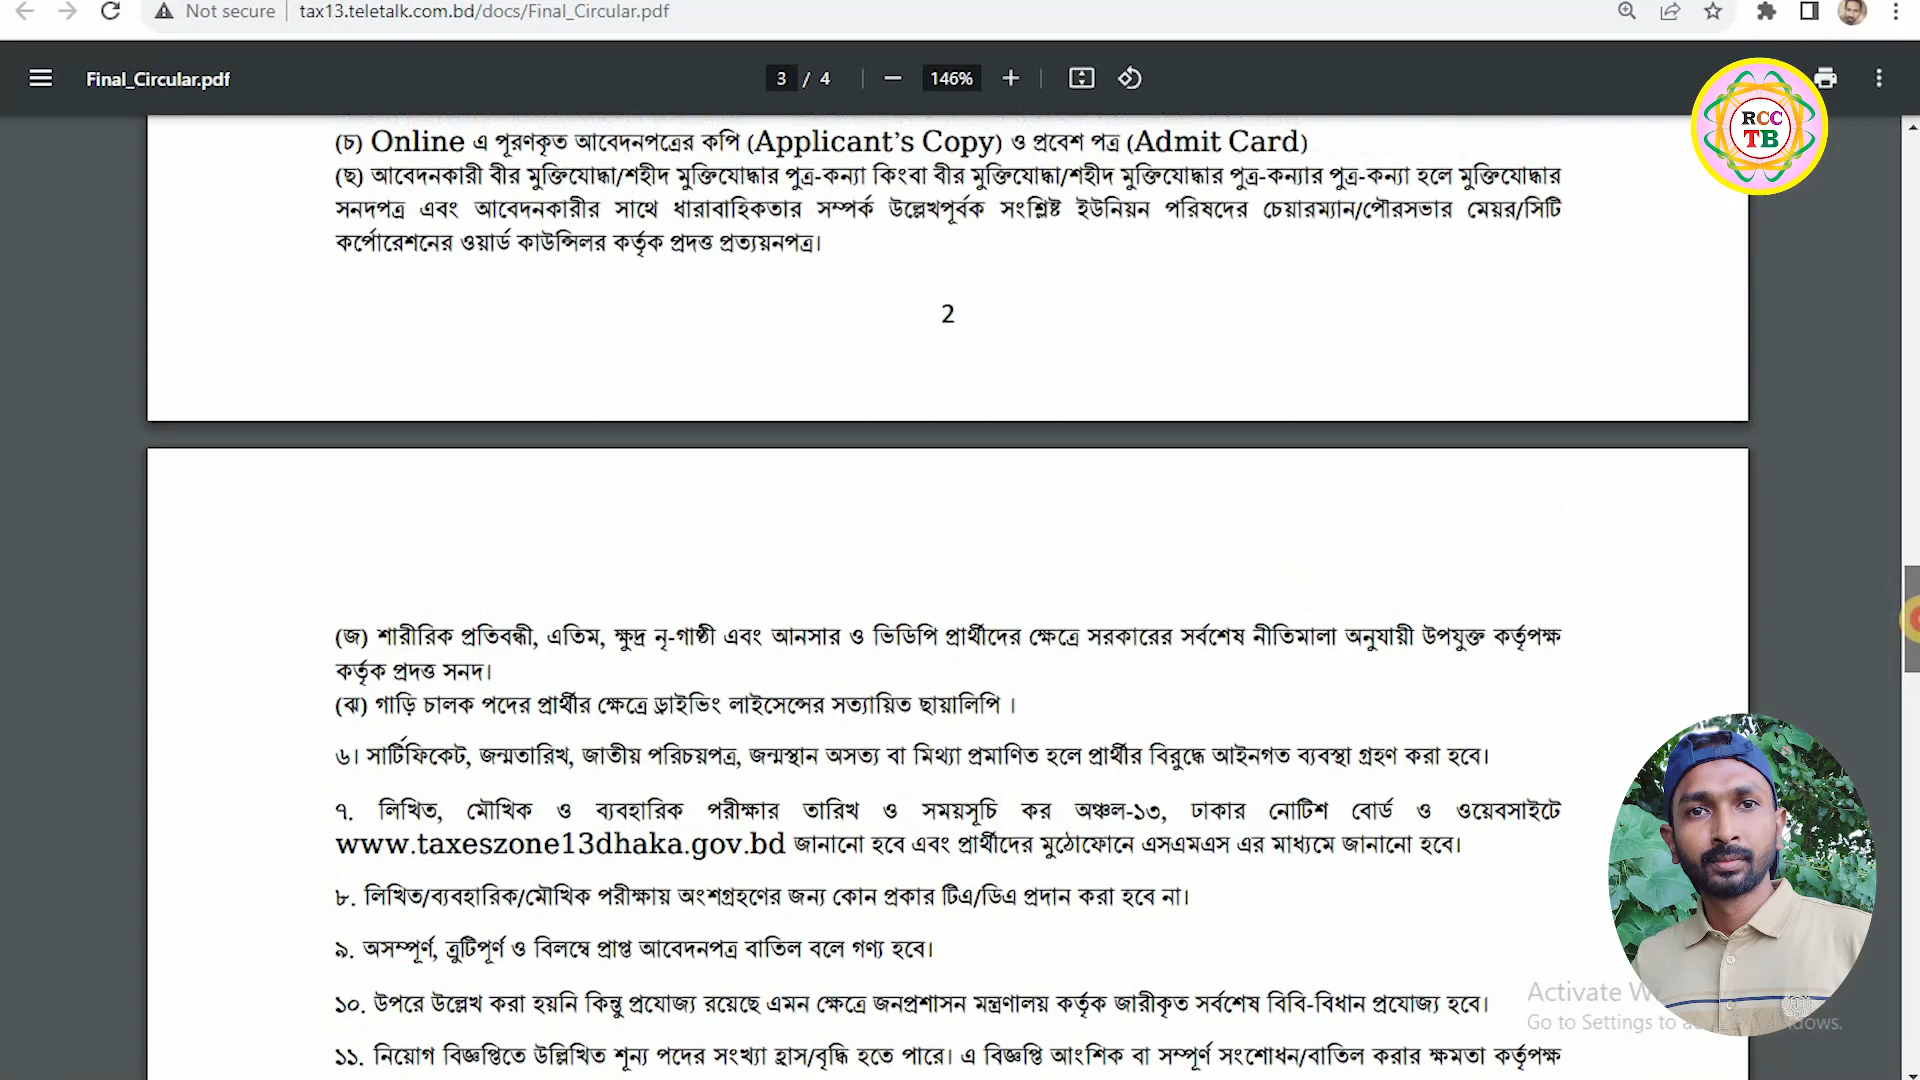 Not secure
tax13.teletalk.com.bd/docs/Final_Circular.pdf
Final_Circular.pdf
3 / 4
146%
RCC
TB
(চ) Online এ পূরণকৃত আবেদনপত্রের কপি (Applicant's Copy) ও প্রবেশ পত্র (Admit Card)
(ছ) আবেদনকারী বীর মুক্তিযোদ্ধা/শহীদ মুক্তিযোদ্ধার পুত্র-কন্যা কিংবা বীর মুক্তিযোদ্ধা/শহীদ মুক্তিযোদ্ধার পুত্র-কন্যার পুত্র-কন্যা হলে মুক্তিযোদ্ধার
সনদপত্র এবং আবেদনকারীর সাথে ধারাবাহিকতার সম্পর্ক উল্লেখপূর্বক সংশ্লিষ্ট ইউনিয়ন পরিষদের চেয়ারম্যান/পৌরসভার মেয়র/সিটি
কর্পোরেশনের ওয়ার্ড কাউন্সিলর কর্তৃক প্রদত্ত প্রত্যয়নপত্র।
2
(জ) শারীরিক প্রতিবন্ধী, এতিম, ক্ষুদ্র নৃ-গাষ্ঠী এবং আনসার ও ভিডিপি প্রার্থীদের ক্ষেত্রে সরকারের সর্বশেষ নীতিমালা অনুযায়ী উপযুক্ত কর্তৃপক্ষ
কর্তৃক প্রদত্ত সনদ।
(ঝ) গাড়ি চালক পদের প্রার্থীর ক্ষেত্রে ড্রাইভিং লাইসেন্সের সত্যায়িত ছায়ালিপি ।
৬। সার্টিফিকেট, জন্মতারিখ, জাতীয় পরিচয়পত্র, জন্মস্থান অসত্য বা মিথ্যা প্রমাণিত হলে প্রার্থীর বিরুদ্ধে আইনগত ব্যবস্থা গ্রহণ করা হবে।
৭. লিখিত, মৌখিক ও ব্যবহারিক পরীক্ষার তারিখ ও সময়সূচি কর অঞ্চল-১৩, ঢাকার নোটিশ বোর্ড ও ওয়েবসাইটে
www.taxeszone13dhaka.gov.bd জানানো হবে এবং প্রার্থীদের মুঠোফোনে এসএমএস এর মাধ্যমে জানানো হবে।
৮. লিখিত/ব্যবহারিক/মৌখিক পরীক্ষায় অংশগ্রহণের জন্য কোন প্রকার টিএ/ডিএ প্রদান করা হবে না।
৯. অসম্পূর্ণ, ত্রুটিপূর্ণ ও বিলম্বে প্রাপ্ত আবেদনপত্র বাতিল বলে গণ্য হবে।
১০. উপরে উল্লেখ করা হয়নি কিন্তু প্রযোজ্য রয়েছে এমন ক্ষেত্রে জনপ্রশাসন মন্ত্রণালয় কর্তৃক জারীকৃত সর্বশেষ বিবি-বিধান প্রযোজ্য হবে।
১১. নিয়োগ বিজ্ঞপ্তিতে উল্লিখিত শূন্য পদের সংখ্যা হ্রাস/বৃদ্ধি হতে পারে। এ বিজ্ঞপ্তি আংশিক বা সম্পূর্ণ সংশোধন/বাতিল করার ক্ষমতা কর্তৃপক্ষ
Activate
Go to Settings to